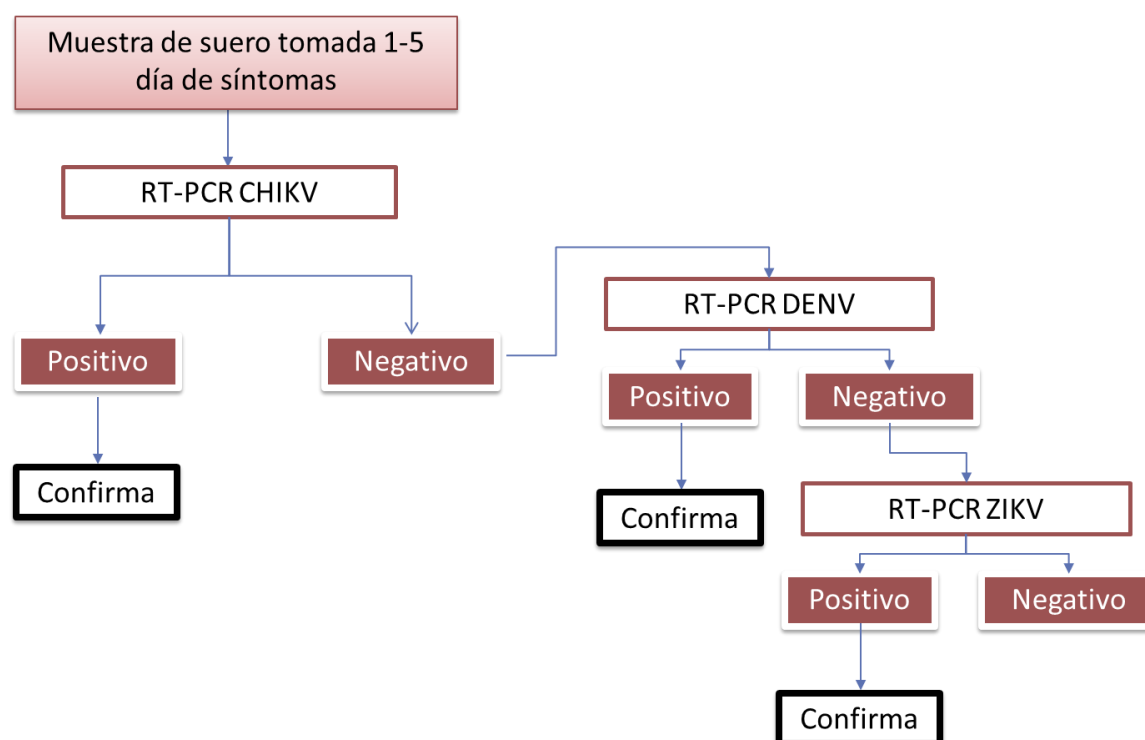 Muestra de suero tomada 1-5
día de síntomas
RT-PCR CHIKV
Positivo
Negativo
Confirma
RT-PCR DENV
Positivo
Negativo
Confirma
RT-PCR ZIKV
Positivo
Negativo
Confirma